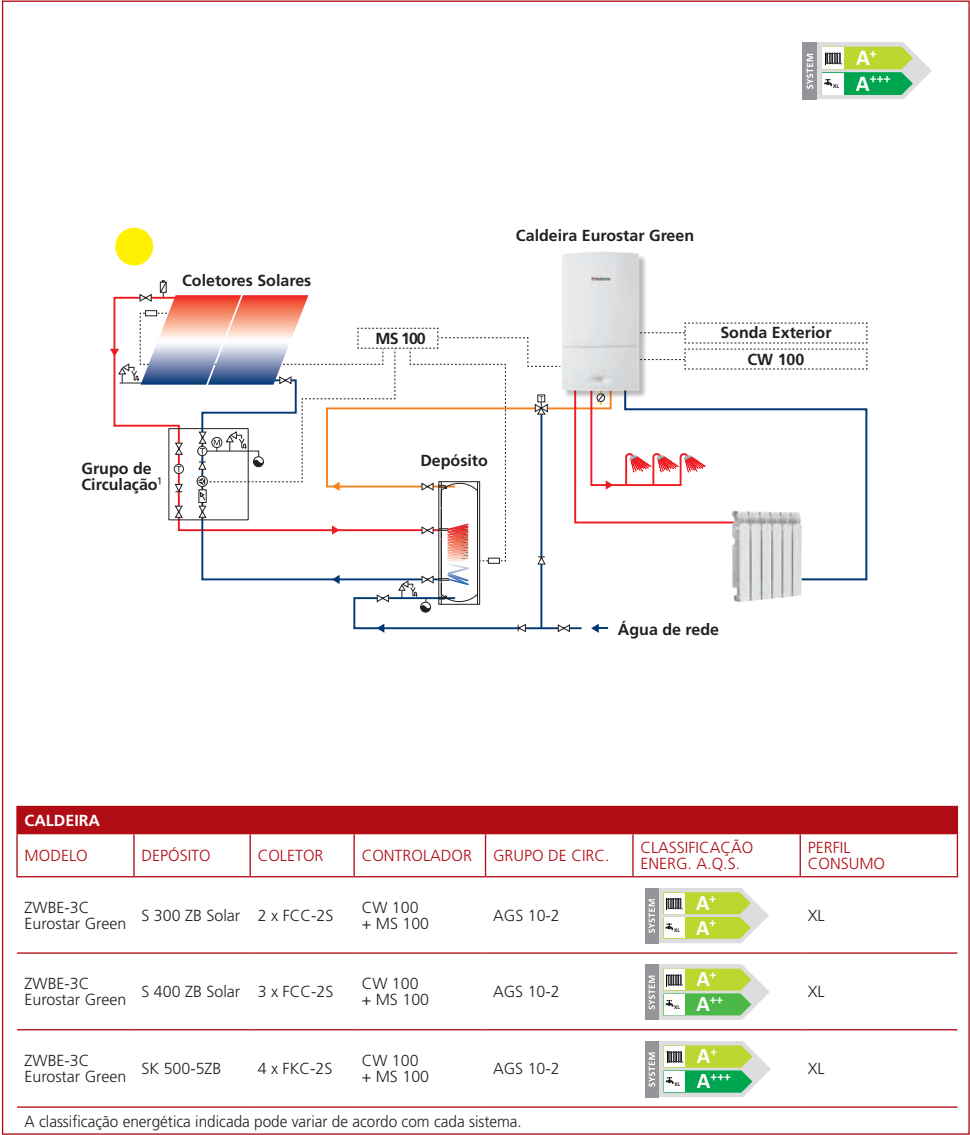 SYSTEM
A+
XL
A+++
Caldeira Eurostar Green
Coletores Solares
MS 100
Sonda Exterior
CW 100
T
M
T
T
Grupo de
Circulação1
Depósito
Água de rede
CALDEIRA
MODELO DEPÓSITO COLETOR CONTROLADOR GRUPO DE CIRC. CLASSIFICAÇÃO ENERG. A.Q.S. PERFIL CONSUMO
ZWBE-3C
Eurostar Green S 300 ZB Solar 2 x FCC-2S CW 100
+ MS 100 AGS 10-2 SYSTEM A+ XL A+ XL
ZWBE-3C
Eurostar Green S 400 ZB Solar 3 x FCC-2S CW 100
+ MS 100 AGS 10-2 SYSTEM A+ XL A++ XL
ZWBE-3C
Eurostar Green SK 500-5ZB 4 x FKC-2S CW 100
+ MS 100 AGS 10-2 SYSTEM A+ XL A+++ XL
A classificação energética indicada pode variar de acordo com cada sistema.